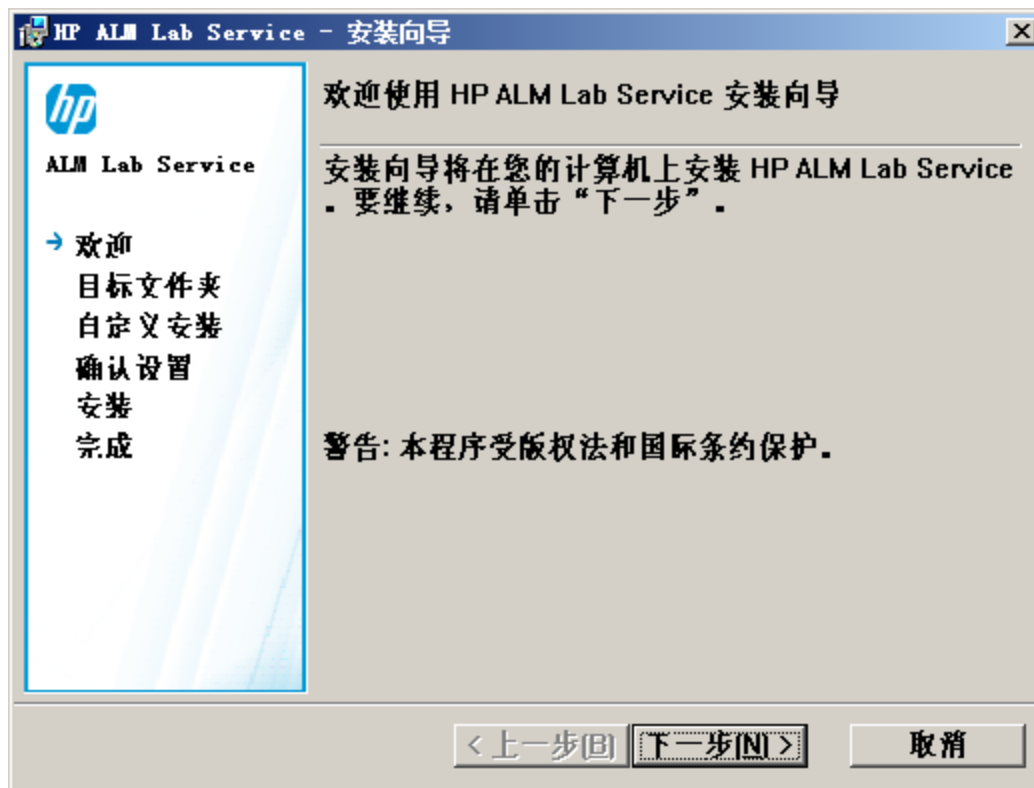 HP ALM Lab Service - 安装向导
hp
ALM Lab Service
欢迎
目标文件夹
自定义安装
确认设置
安装
完成
欢迎使用 HP ALM Lab Service 安装向导
安装向导将在您的计算机上安装 HP ALM Lab Service
。要继续，请单击“下一步”。
警告: 本程序受版权法和国际条约保护。
< 上一步(B)
下一步(N) >
取消